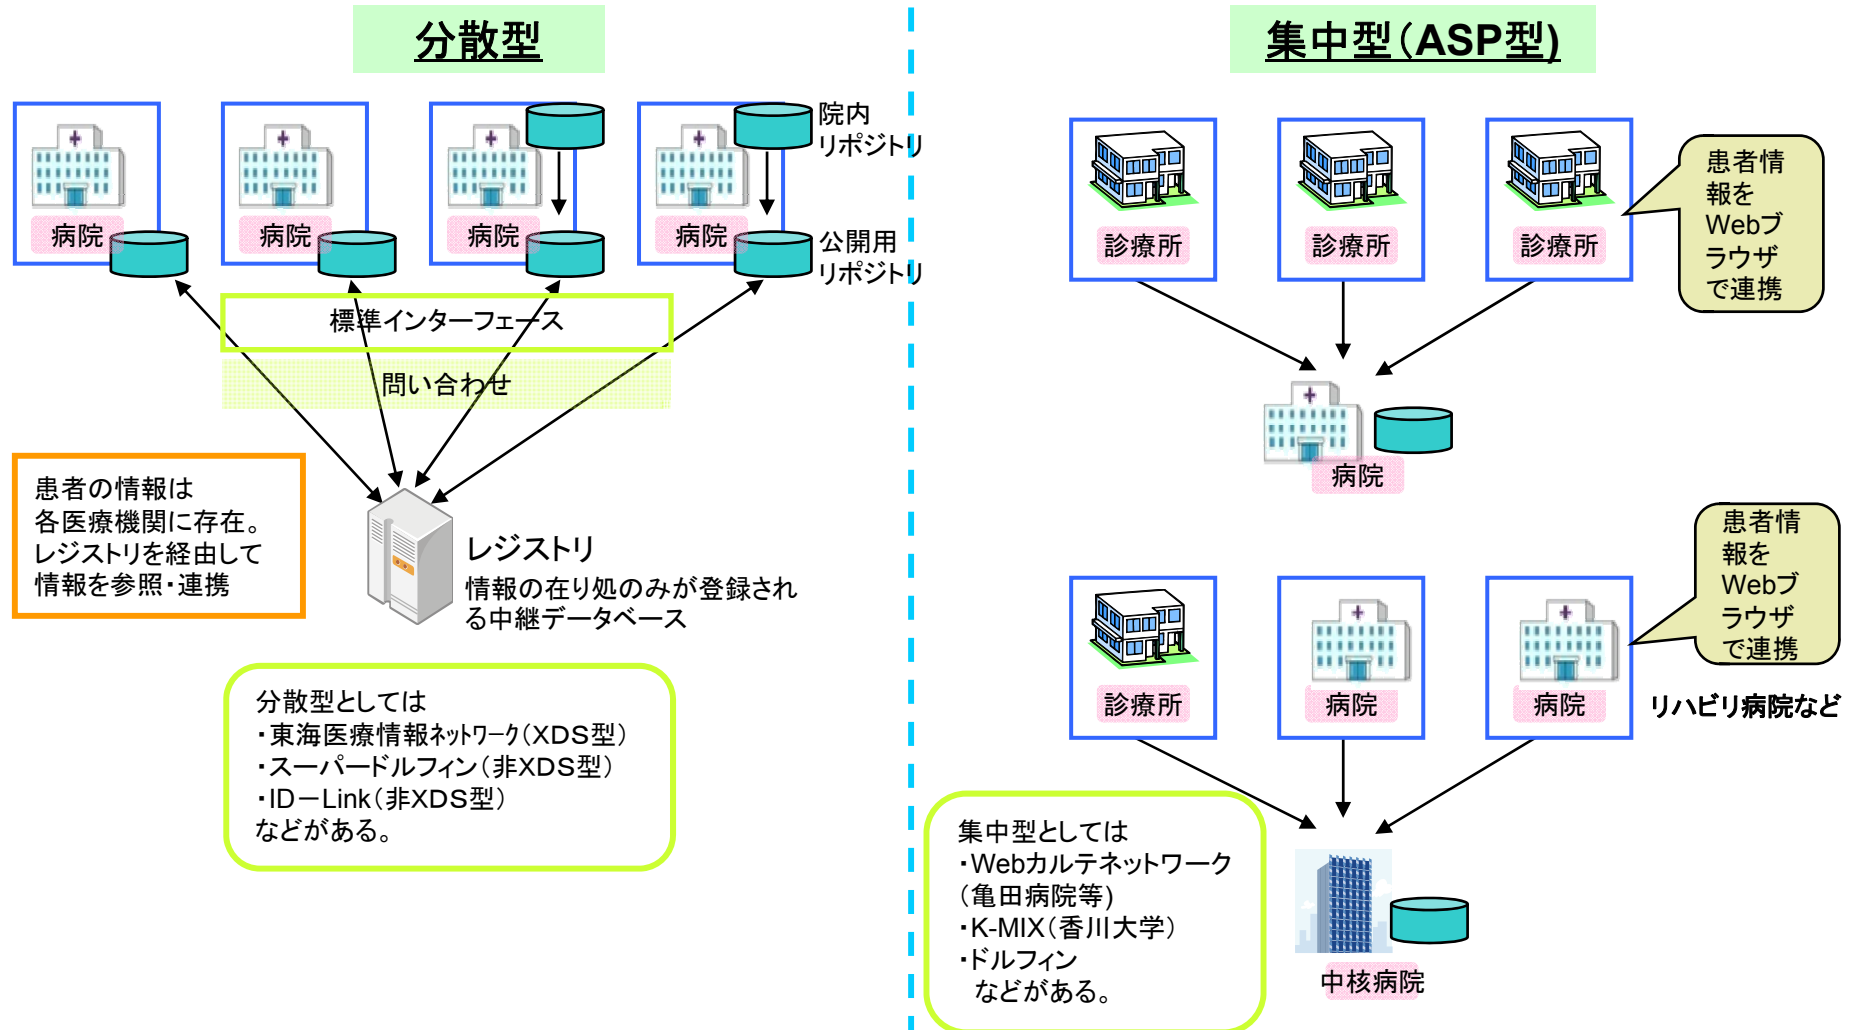 分散型
院内
リポジトリ
病院
病院
病院
病院
公開用
リポジトリ
標準インターフェース
問い合わせ
患者の情報は
各医療機関に存在。
レジストリを経由して
情報を参照・連携
レジストリ
情報の在り処のみが登録され
る中継データベース
分散型としては
・東海医療情報ネットワーク(XDS型)
・スーパードルフィン(非XDS型)
・ID－Link(非XDS型)
などがある。
集中型(ASP型)
診療所
診療所
診療所
患者情
報を
Webブ
ラウザ
で連携
病院
患者情
報を
Webブ
ラウザ
で連携
診療所
病院
病院
リハビリ病院など
集中型としては
・Webカルテネットワーク
(亀田病院等)
・K-MIX(香川大学)
・ドルフィン
などがある。
中核病院